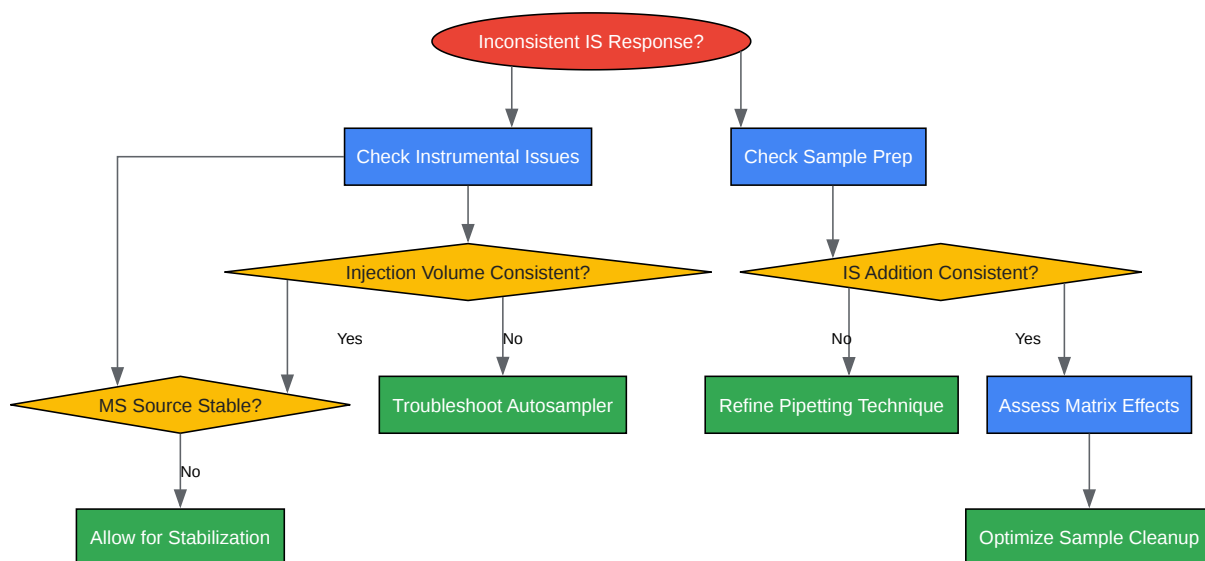 Inconsistent IS Response?
Check Instrumental Issues
Check Sample Prep
Injection Volume Consistent?
IS Addition Consistent?
Yes
No
No
Yes
MS Source Stable?
Troubleshoot Autosampler
Refine Pipetting Technique
Assess Matrix Effects
No
Allow for Stabilization
Optimize Sample Cleanup